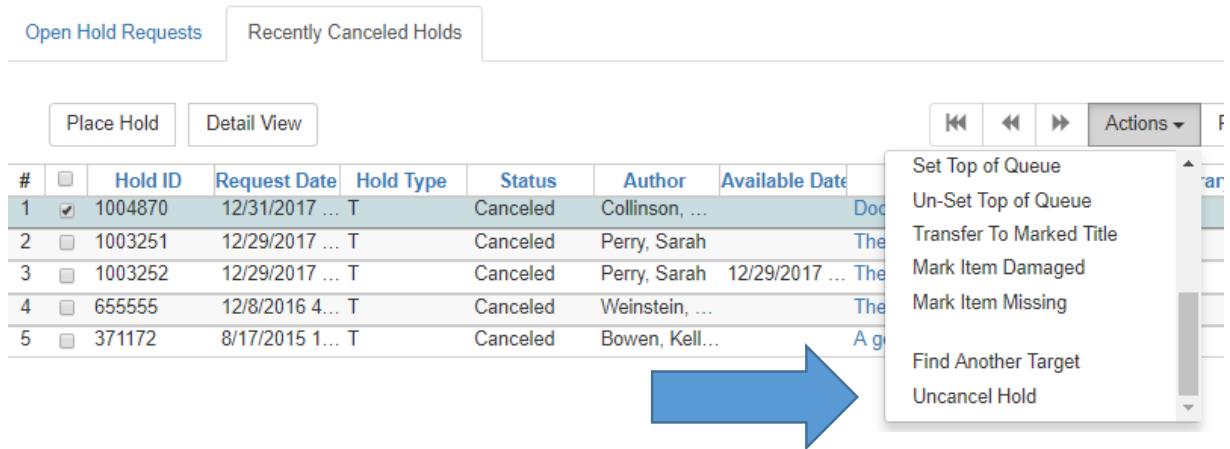 Open Hold Requests Recently Canceled Holds
Place Hold Detail View Actions
# Hold ID Request Date Hold Type Status Author Available Date
1 1004870 12/31/2017 ... T Canceled Collinson, ...
2 1003251 12/29/2017 ... T Canceled Perry, Sarah The
3 1003252 12/29/2017 ... T Canceled Perry, Sarah 12/29/2017 ... The
4 655555 12/8/2016 4... T Canceled Weinstein, ... The
5 371172 8/17/2015 1... T Canceled Bowen, Kell...
Set Top of Queue
Un-Set Top of Queue
Transfer To Marked Title
Mark Item Damaged
Mark Item Missing
Find Another Target
Uncancel Hold